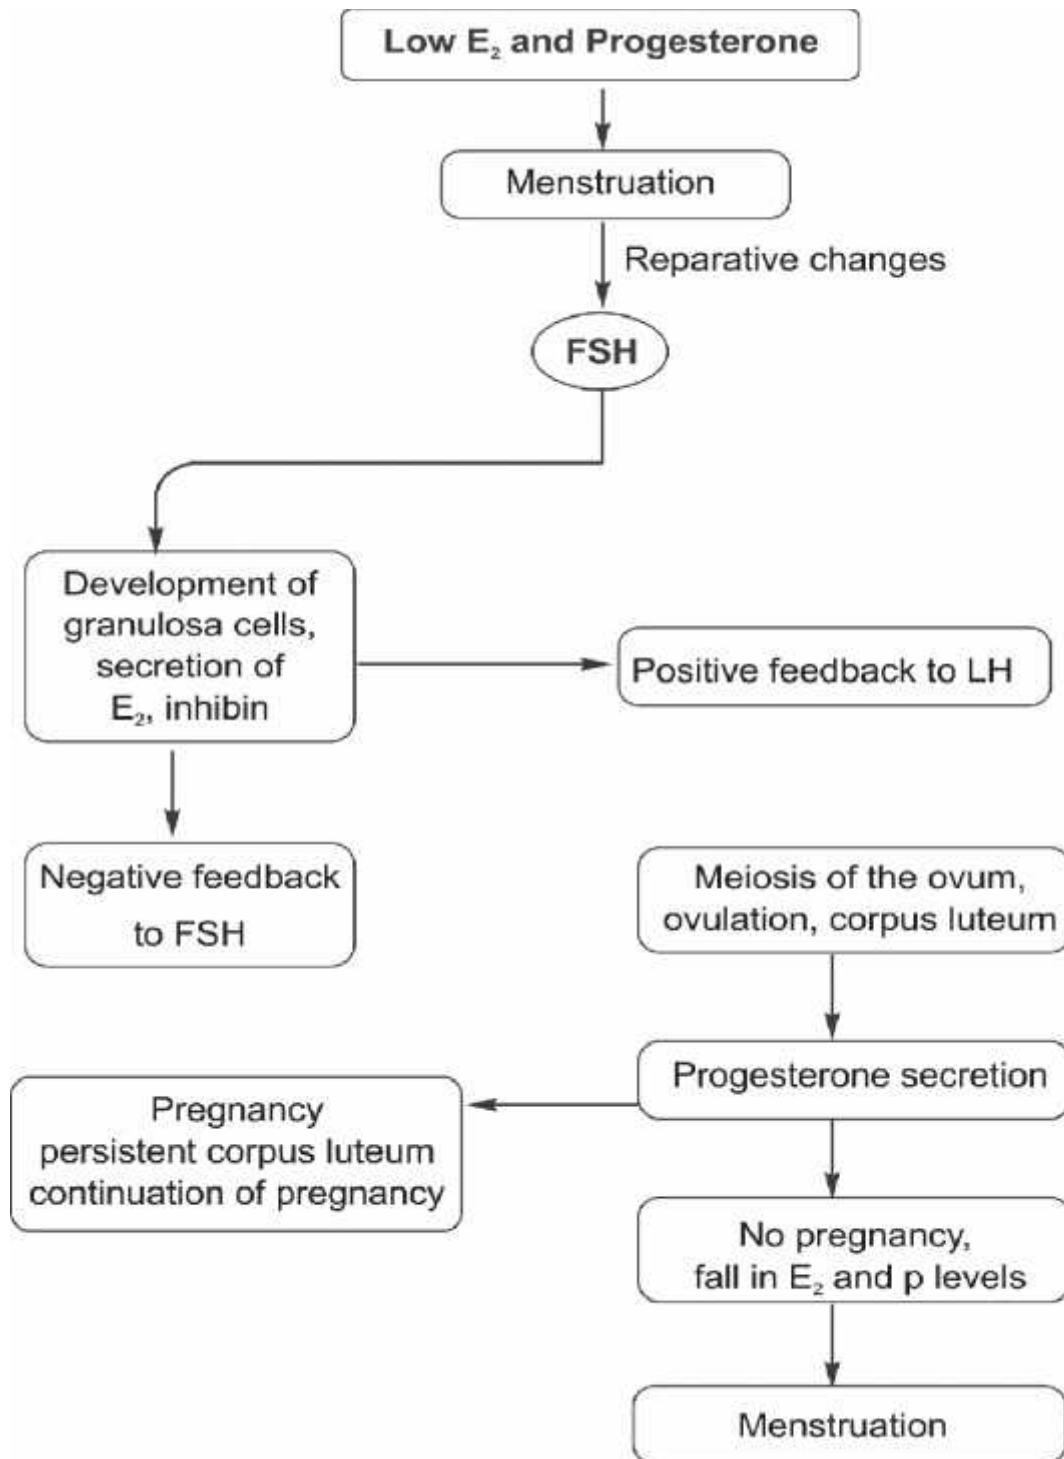 Low E₂ and Progesterone
Menstruation
Reparative changes
FSH
Development of
granulosa cells,
secretion of
E₂, inhibin
Positive feedback to LH
Negative feedback
to FSH
Meiosis of the ovum,
ovulation, corpus luteum
Progesterone secretion
Pregnancy
persistent corpus luteum
continuation of pregnancy
No pregnancy,
fall in E₂ and p levels
Menstruation